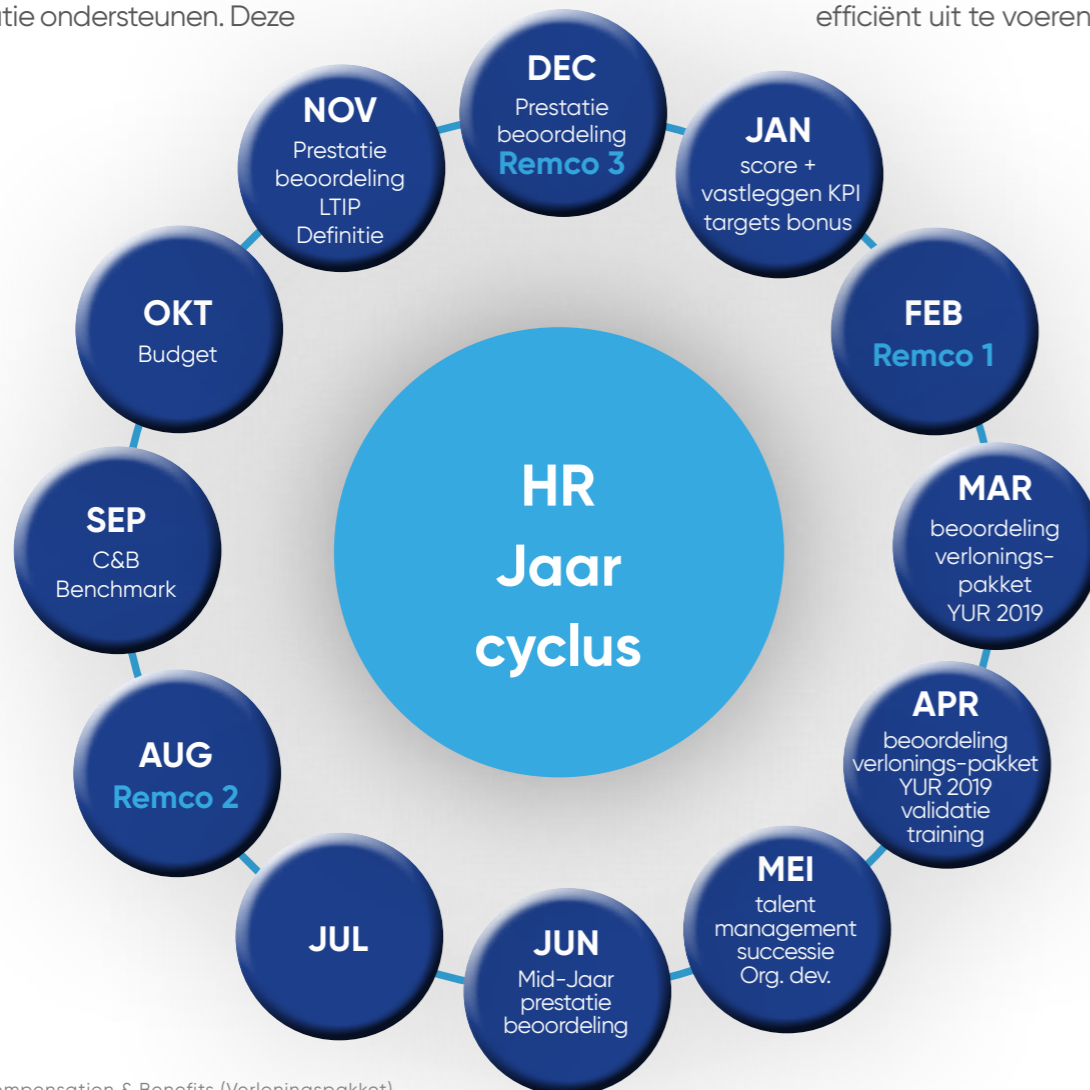 ondersteunen. Deze
efficiënt uit te voeren
DEC
Prestatie
beoordeling
Remco 3
JAN
score +
vastleggen KPI
targets bonus
FEB
Remco 1
MAR
beoordeling
verlonings-
pakket
YUR 2019
APR
beoordeling
verlonings-pakket
YUR 2019
validatie
training
MEI
talent
management
successie
Org. dev.
JUN
Mid-Jaar
prestatie
beoordeling
JUL
AUG
Remco 2
SEP
C&B
Benchmark
OKT
Budget
NOV
Prestatie
beoordeling
LTIP
Definitie
HR
Jaar
cyclus
& Benefits (Verloningspakket)